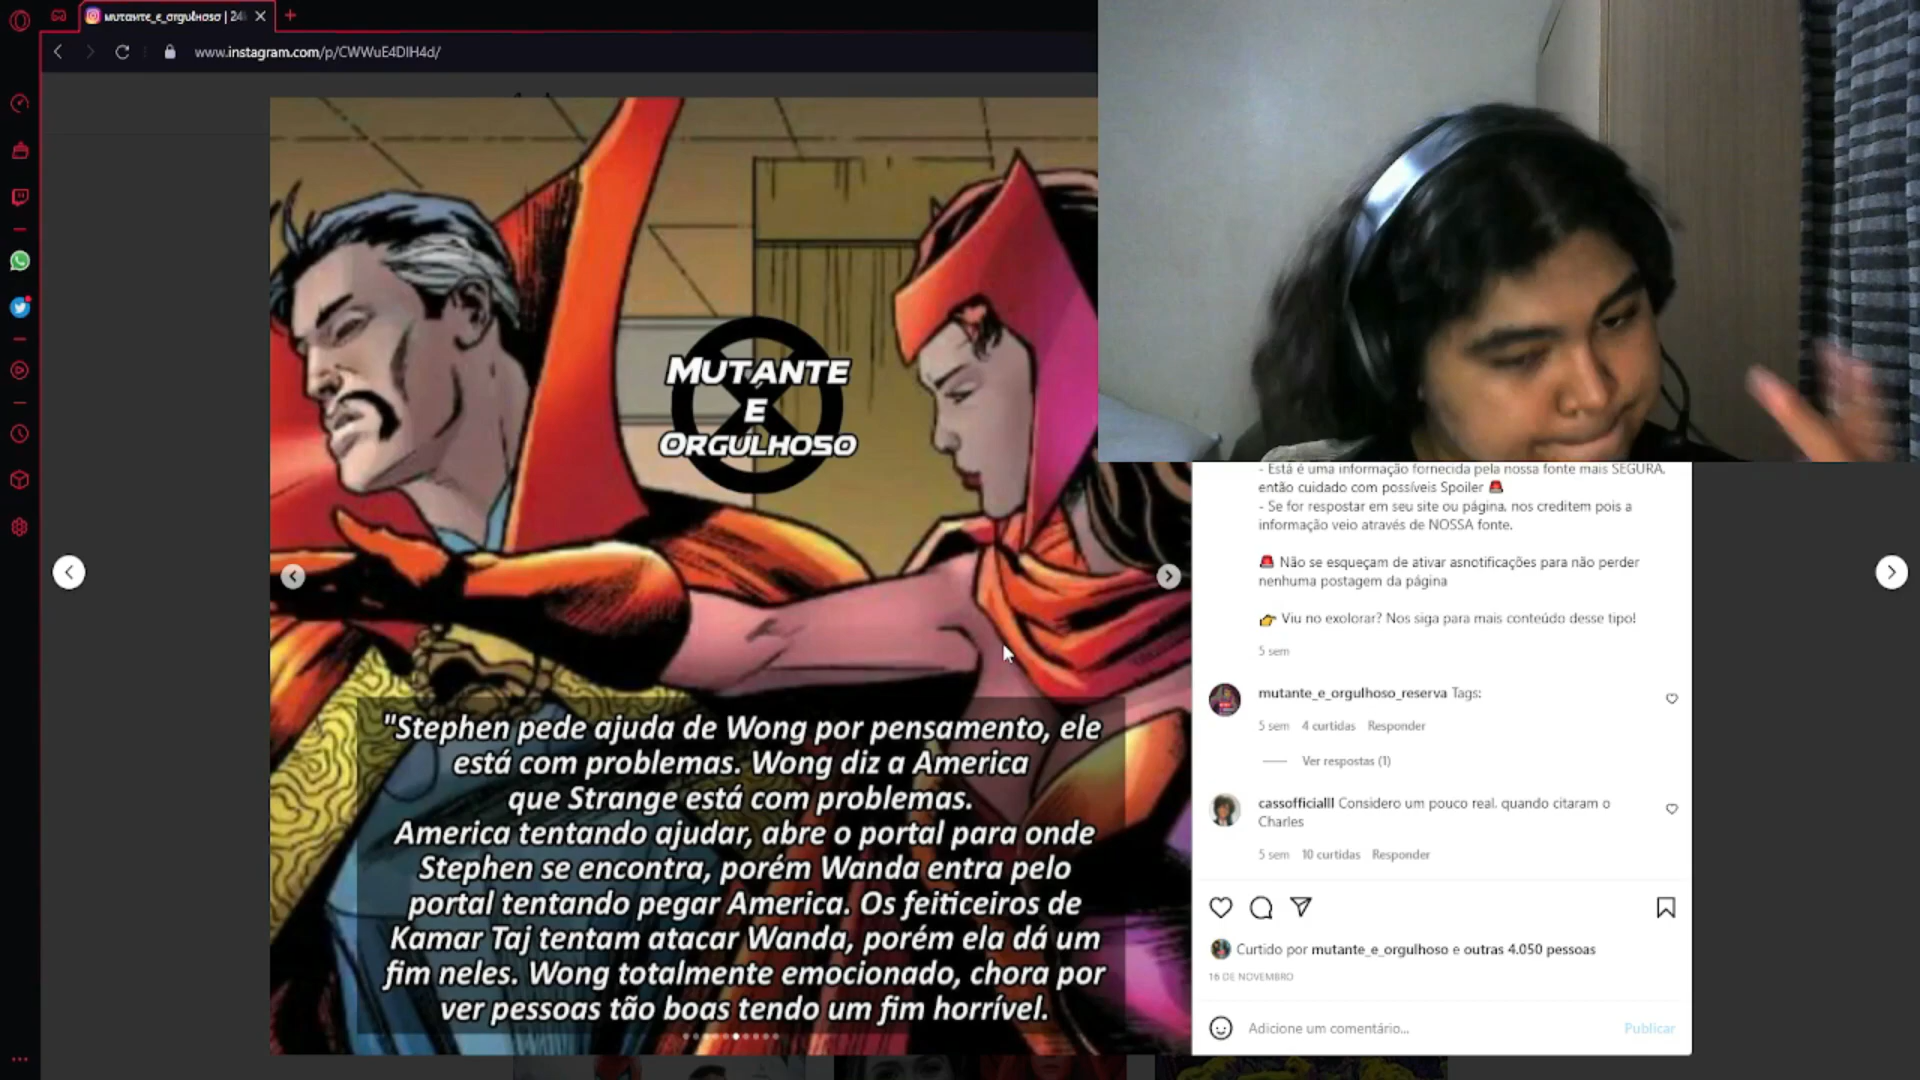 mutante_e_orgulhoso | 24
www.instagram.com/p/CWWuE4DIH4d/
MUTANTE
É
ORGULHOSO
"Stephen pede ajuda de Wong por pensamento, ele
está com problemas. Wong diz a America
que Strange está com problemas.
America tentando ajudar, abre o portal para onde
Stephen se encontra, porém Wanda entra pelo
portal tentando pegar America. Os feiticeiros de
Kamar Taj tentam atacar Wanda, porém ela dá um
fim neles. Wong totalmente emocionado, chora por
ver pessoas tão boas tendo um fim horrível.
- Está é uma informação fornecida pela nossa fonte mais SEGURA,
então cuidado com possíveis Spoiler 🚨
- Se for respostar em seu site ou página, nos creditem pois a
informação veio através de NOSSA fonte.
🚨 Não se esqueçam de ativar asnotificações para não perder
nenhuma postagem da página
👉 Viu no exolorar? Nos siga para mais conteúdo desse tipo!
5 sem
mutante_e_orgulhoso_reserva Tags:
5 sem 4 curtidas Responder
Ver respostas (1)
cassofficialll Considero um pouco real, quando citaram o
Charles
5 sem 10 curtidas Responder
Curtido por mutante_e_orgulhoso e outras 4.050 pessoas
16 DE NOVEMBRO
Adicione um comentário...
Publicar